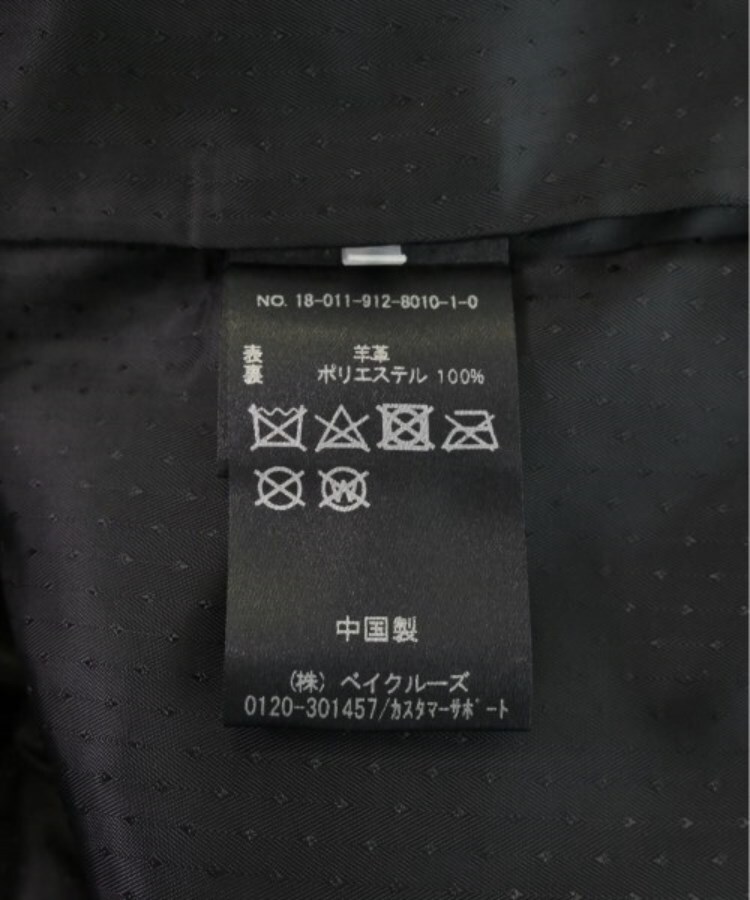 NO. 18-011-912-8010-1-0
表 羊革
裏 ポリエステル 100%
W
中国製
(株) ベイクルーズ
0120-301457/カスタマーサポート